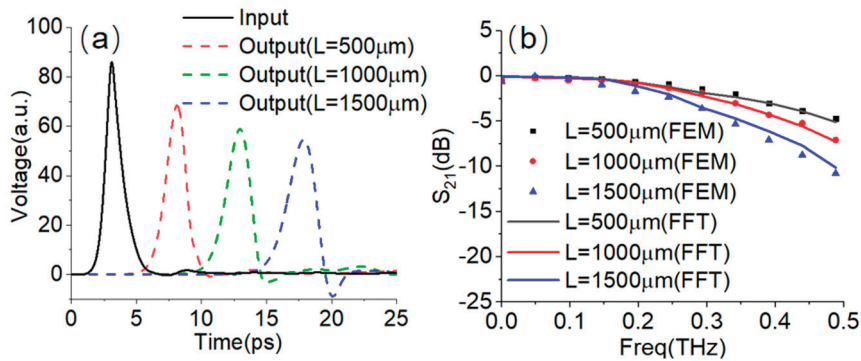 (a)
Input
Output(L=500μm)
Output(L=1000μm)
Output(L=1500μm)
Voltage(a.u.)
100
80
60
40
20
0
0 5 10 15 20 25
Time(ps)
(b)
S21(dB)
5
0
-5
-10
-15
-20
-25
L=500μm(FEM)
L=1000μm(FEM)
L=1500μm(FEM)
L=500μm(FFT)
L=1000μm(FFT)
L=1500μm(FFT)
0.0 0.1 0.2 0.3 0.4 0.5
Freq(THz)